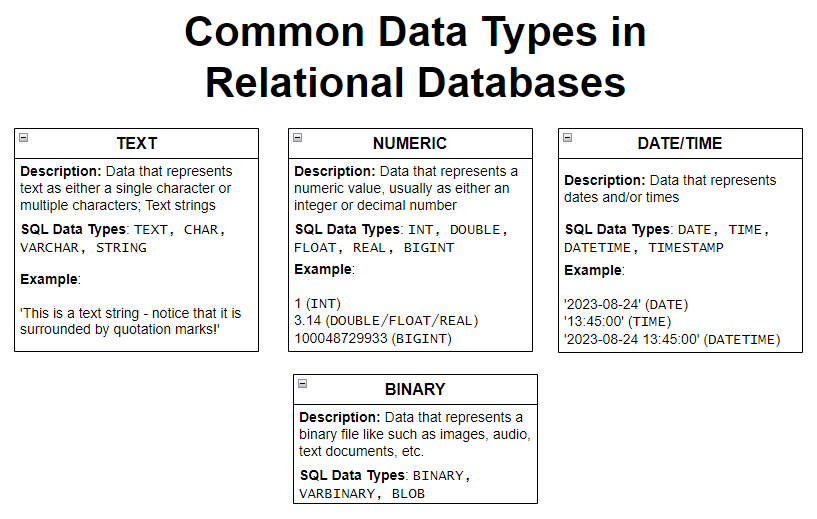 Common Data Types in
Relational Databases
TEXT
Description: Data that represents
text as either a single character or
multiple characters; Text strings
SQL Data Types: TEXT, CHAR,
VARCHAR, STRING
Example:
'This is a text string - notice that it is
surrounded by quotation marks!'
NUMERIC
Description: Data that represents a
numeric value, usually as either an
integer or decimal number
SQL Data Types: INT, DOUBLE,
FLOAT, REAL, BIGINT
Example:
1 (INT)
3.14 (DOUBLE/FLOAT/REAL)
100048729933 (BIGINT)
DATE/TIME
Description: Data that represents
dates and/or times
SQL Data Types: DATE, TIME,
DATETIME, TIMESTAMP
Example:
'2023-08-24' (DATE)
'13:45:00' (TIME)
'2023-08-24 13:45:00' (DATETIME)
BINARY
Description: Data that represents a
binary file like such as images, audio,
text documents, etc.
SQL Data Types: BINARY,
VARBINARY, BLOB